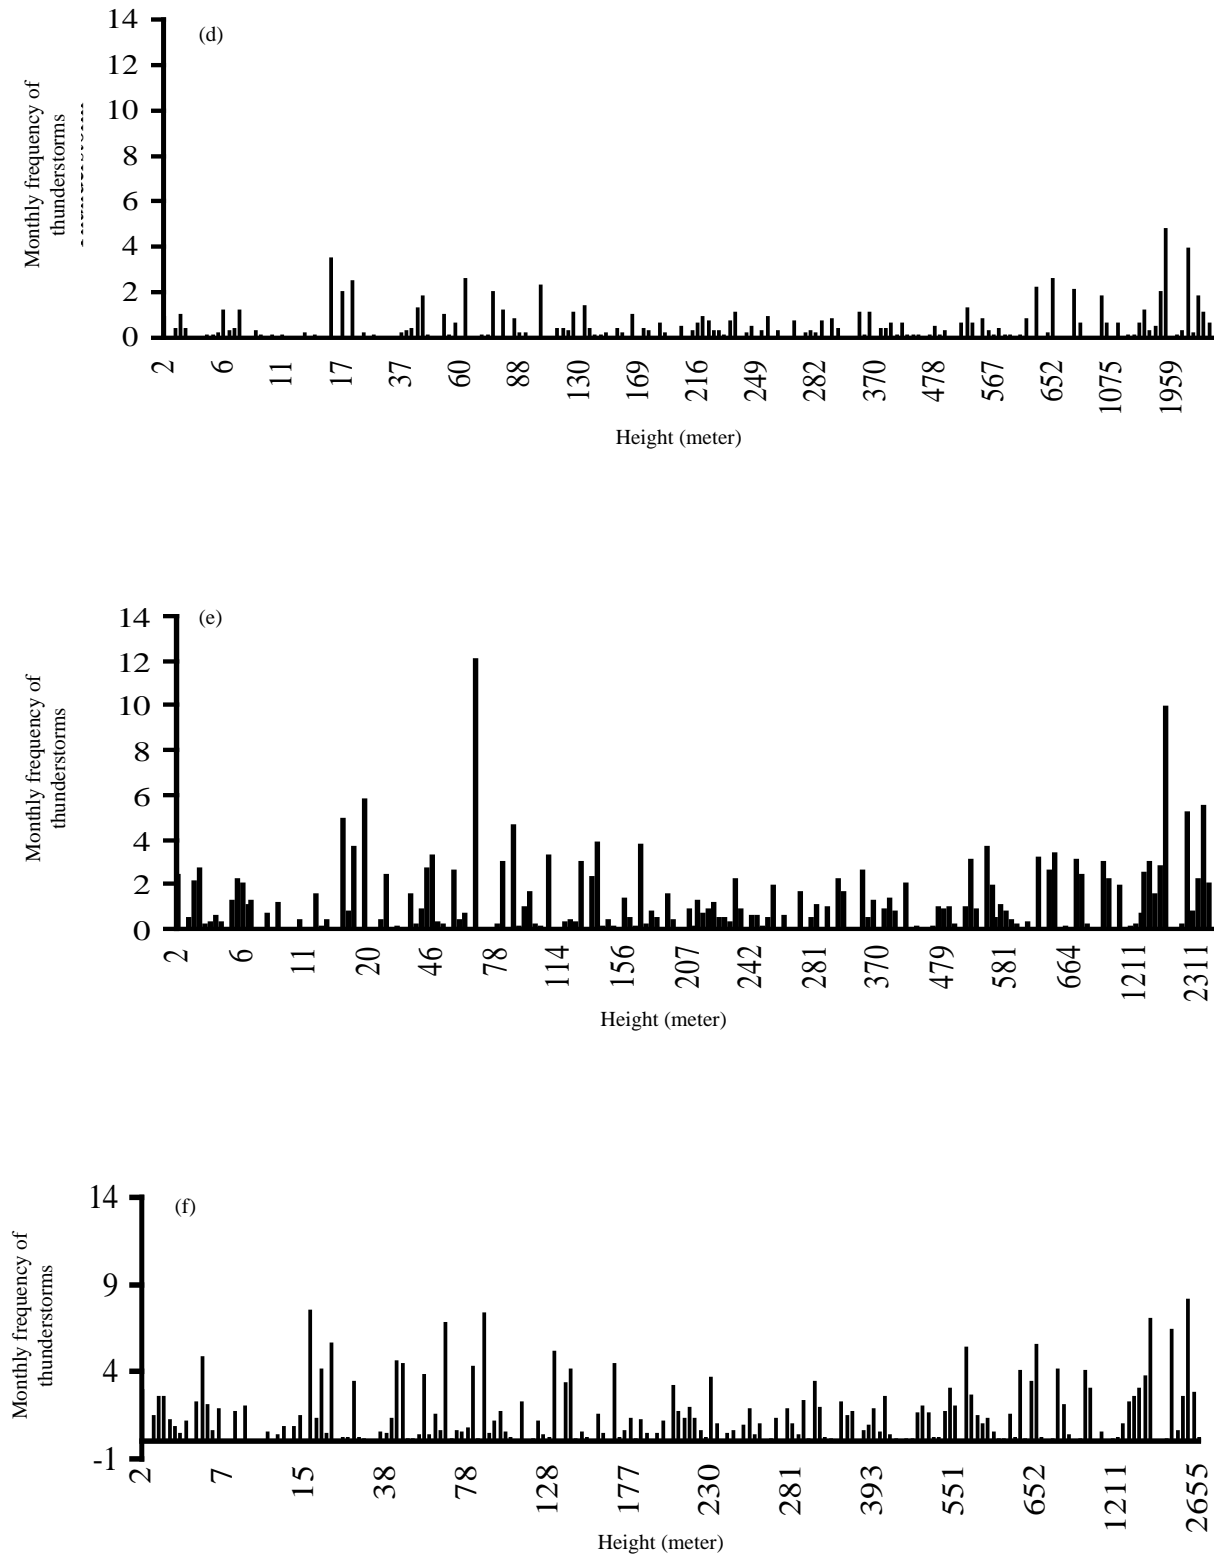 (d)
Monthly frequency of
thunderstorms
14
12
10
8
6
4
2
0
2 6 11 17 37 60 88 130 169 216 249 282 370 478 567 652 1075 1959
Height (meter)
(e)
Monthly frequency of
thunderstorms
14
12
10
8
6
4
2
0
2 6 11 20 46 78 114 156 207 242 281 370 479 581 664 1211 2311
Height (meter)
(f)
Monthly frequency of
thunderstorms
14
9
4
-1
2 7 15 38 78 128 177 230 281 393 551 652 1211 2655
Height (meter)